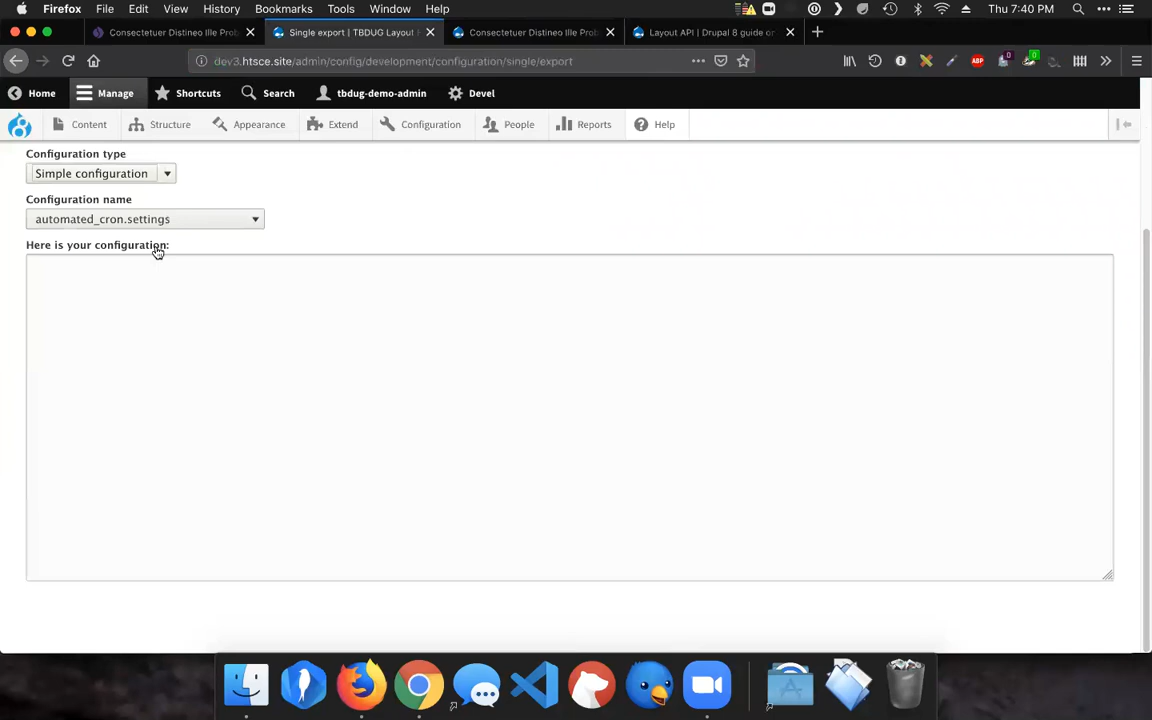 Firefox File Edit View History Bookmarks Tools Window Help Thu 7:40 PM
Consectetuer Distineo Ille Prob Single export | TBDUG Layout Consectetuer Distineo Ille Prob Layout API | Drupal 8 guide o
dev3.htsce.site/admin/config/development/configuration/single/export ABP 0 0
Home Manage Shortcuts Search tbdug-demo-admin Devel
Content Structure Appearance Extend Configuration People Reports Help
Configuration type
Simple configuration
Configuration name
automated_cron.settings
Here is your configuration: